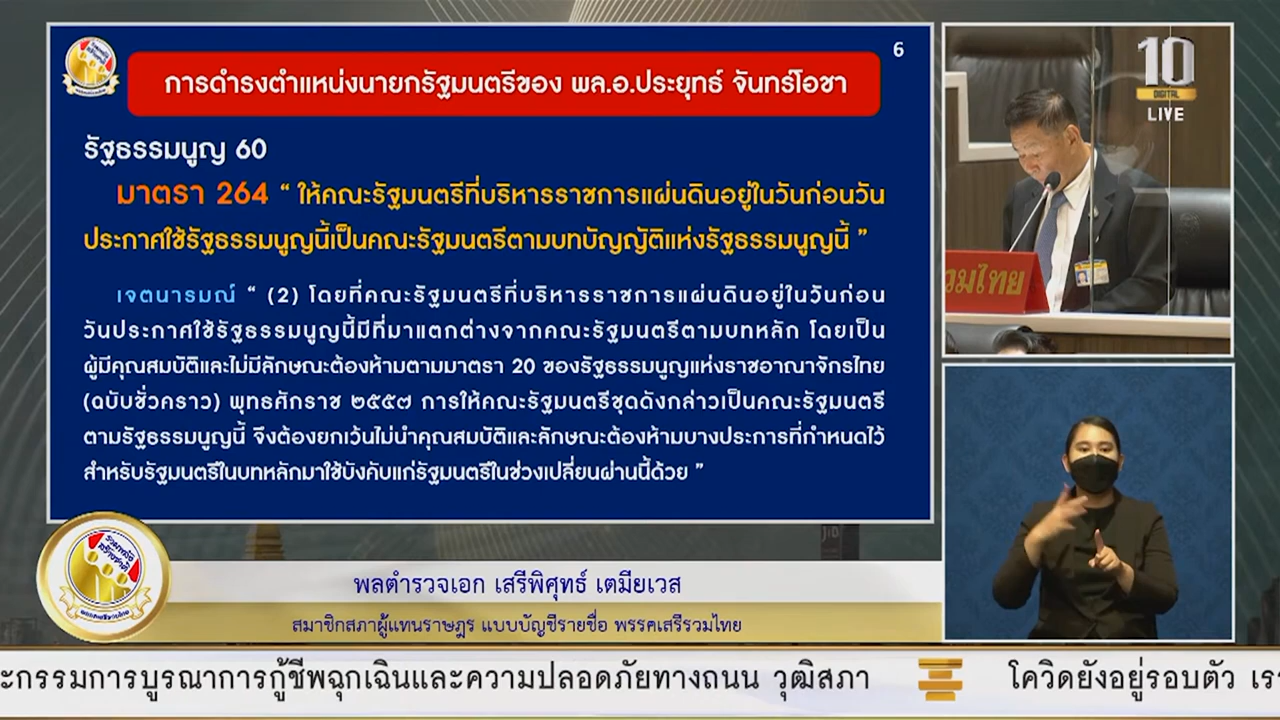 6
การดำรงตำแหน่งนายกรัฐมนตรีของ พล.อ.ประยุทธ์ จันทร์โอชา
รัฐธรรมนูญ 60
มาตรา 264 “ ให้คณะรัฐมนตรีที่บริหารราชการแผ่นดินอยู่ในวันก่อนวัน
ประกาศใช้รัฐธรรมนูญนี้เป็นคณะรัฐมนตรีตามบทบัญญัติแห่งรัฐธรรมนูญนี้ ”
เจตนารมณ์ “ (2) โดยที่คณะรัฐมนตรีที่บริหารราชการแผ่นดินอยู่ในวันก่อน
วันประกาศใช้รัฐธรรมนูญนี้มีที่มาแตกต่างจากคณะรัฐมนตรีตามบทหลัก โดยเป็น
ผู้มีคุณสมบัติและไม่มีลักษณะต้องห้ามตามมาตรา 20 ของรัฐธรรมนูญแห่งราชอาณาจักรไทย
(ฉบับชั่วคราว) พุทธศักราช ๒๕๕๗ การให้คณะรัฐมนตรีชุดดังกล่าวเป็นคณะรัฐมนตรี
ตามรัฐธรรมนูญนี้ จึงต้องยกเว้นไม่นำคุณสมบัติและลักษณะต้องห้ามบางประการที่กำหนดไว้
สำหรับรัฐมนตรีในบทหลักมาใช้บังคับแก่รัฐมนตรีในช่วงเปลี่ยนผ่านนี้ด้วย ”
10
DIGITAL
LIVE
วมไทย
รวมพลัง
สร้างชาติ
พรรคเสรีรวมไทย
พลตำรวจเอก เสรีพิศุทธ์ เตมียเวส
สมาชิกสภาผู้แทนราษฎร แบบบัญชีรายชื่อ พรรคเสรีรวมไทย
ะกรรมการบูรณาการกู้ชีพฉุกเฉินและความปลอดภัยทางถนน วุฒิสภา
โควิดยังอยู่รอบตัว เรา